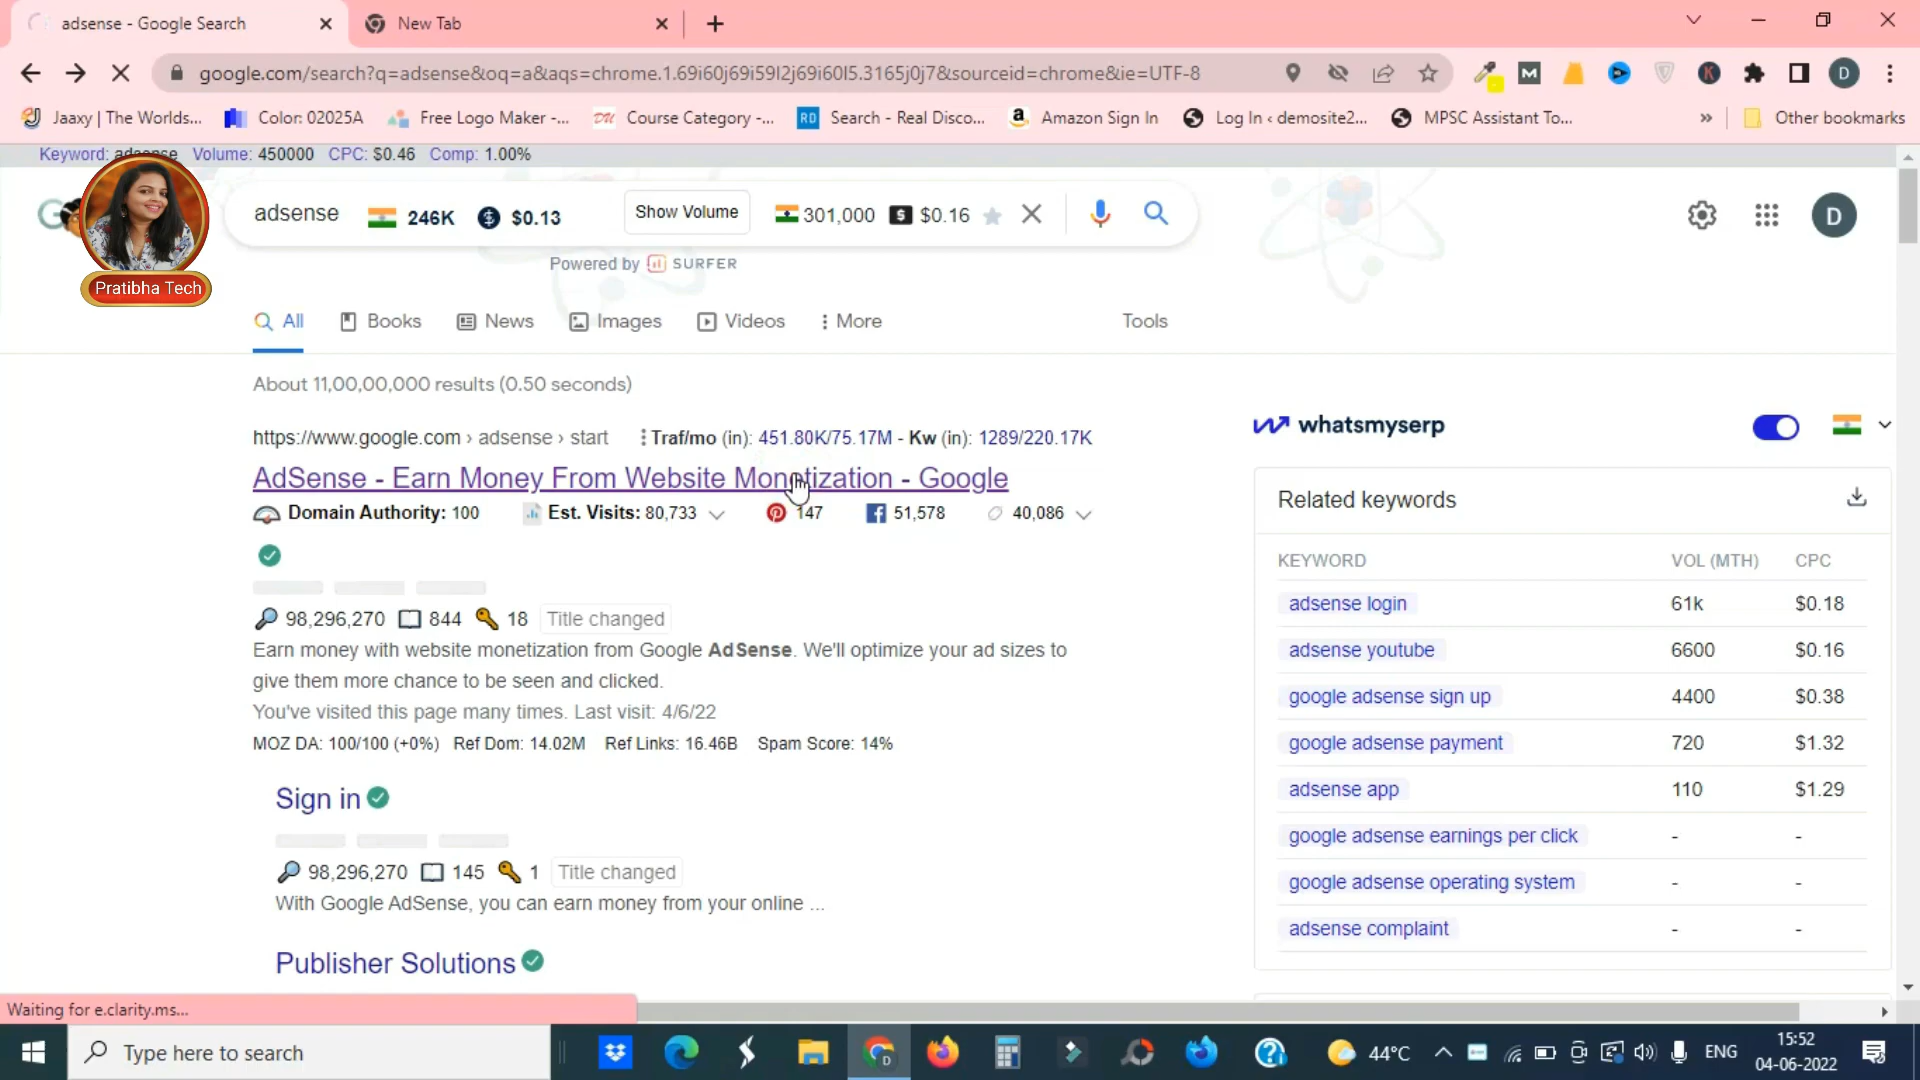 adsense - Google Search
New Tab
google.com/search?q=adsense&oq=a&aqs=chrome.1.69i60j69i59l2j69i60l5.3165j0j7&sourceid=chrome&ie=UTF-8
D
Jaaxy | The Worlds...
Color: 02025A
Free Logo Maker -...
Course Category -...
RD Search - Real Disco...
Amazon Sign In
Log In ‹ demosite2...
MPSC Assistant To...
» Other bookmarks
Keyword: adsense Volume: 450000 CPC: $0.46 Comp: 1.00%
adsense 246K $0.13 Show Volume 301,000 $0.16
D
Powered by SURFER
Pratibha Tech
All Books News Images Videos More Tools
About 11,00,00,000 results (0.50 seconds)
https://www.google.com › adsense › start Traf/mo (in): 451.80K/75.17M - Kw (in): 1289/220.17K
AdSense - Earn Money From Website Monetization - Google
Domain Authority: 100 Est. Visits: 80,733 147 51,578 40,086
98,296,270 844 18 Title changed
Earn money with website monetization from Google AdSense. We'll optimize your ad sizes to
give them more chance to be seen and clicked.
You've visited this page many times. Last visit: 4/6/22
MOZ DA: 100/100 (+0%) Ref Dom: 14.02M Ref Links: 16.46B Spam Score: 14%
Sign in
98,296,270 145 1 Title changed
With Google AdSense, you can earn money from your online ...
Publisher Solutions
whatsmyserp
Related keywords
KEYWORD VOL (MTH) CPC
adsense login 61k $0.18
adsense youtube 6600 $0.16
google adsense sign up 4400 $0.38
google adsense payment 720 $1.32
adsense app 110 $1.29
google adsense earnings per click - -
google adsense operating system - -
adsense complaint - -
Waiting for e.clarity.ms...
Type here to search
44°C
ENG
15:52
04-06-2022